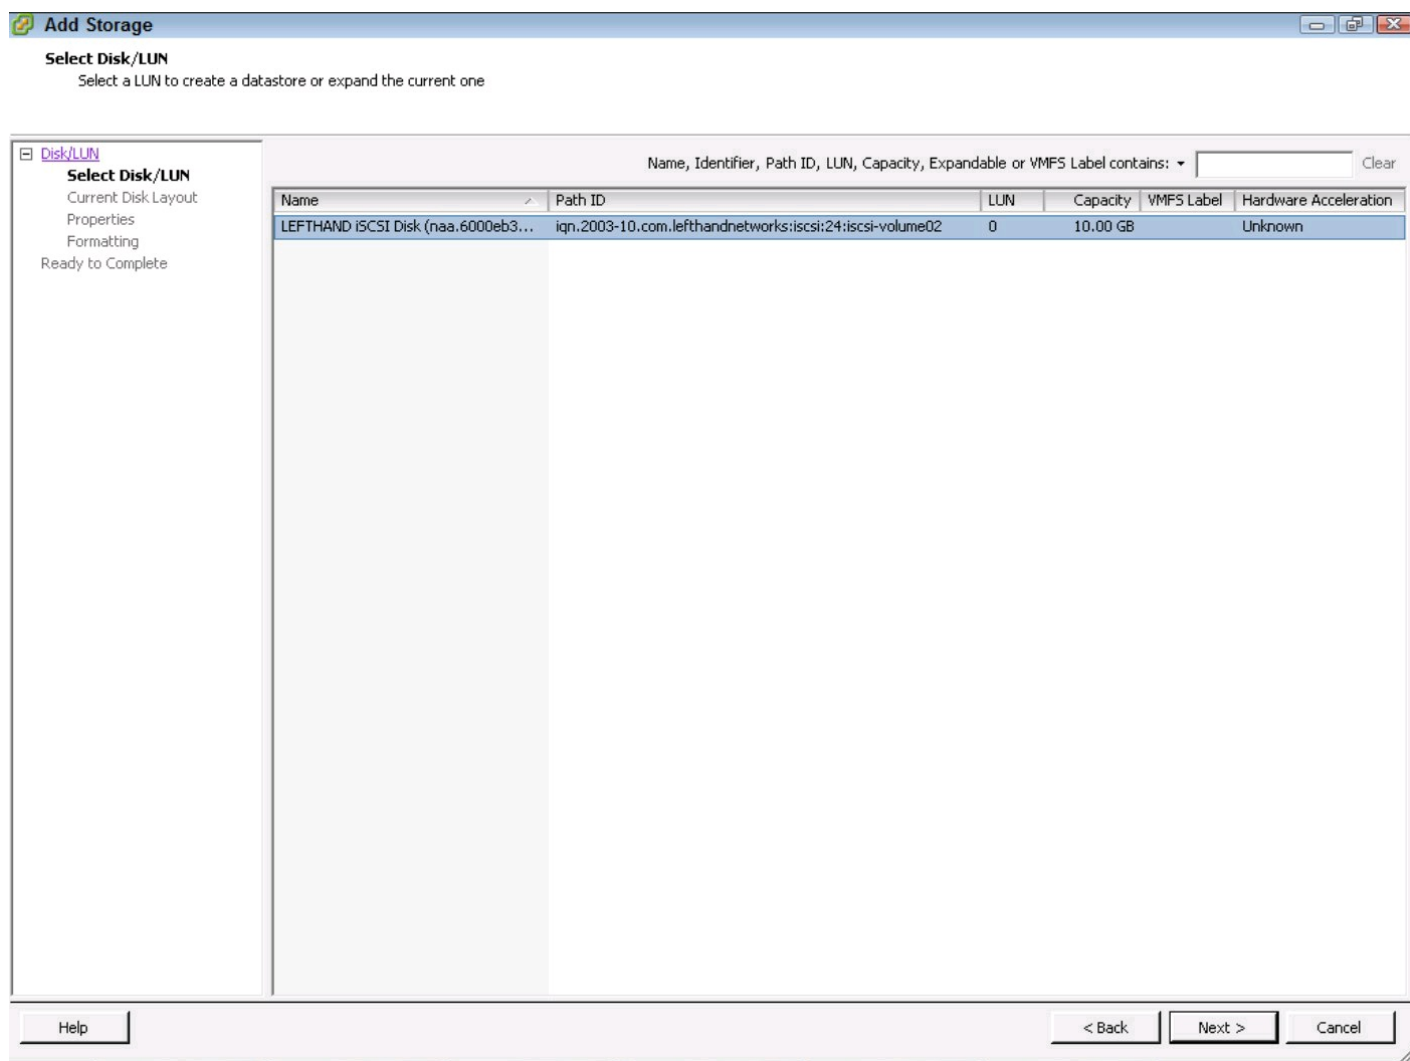 Add Storage
Select Disk/LUN
Select a LUN to create a datastore or expand the current one
Disk/LUN
Select Disk/LUN
Current Disk Layout
Properties
Formatting
Ready to Complete
Name, Identifier, Path ID, LUN, Capacity, Expandable or VMFS Label contains: Clear
Name Path ID LUN Capacity VMFS Label Hardware Acceleration
LEFTHAND iSCSI Disk (naa.6000eb3... iqn.2003-10.com.lefthandnetworks:iscsi:24:iscsi-volume02 0 10.00 GB Unknown
Help < Back Next > Cancel